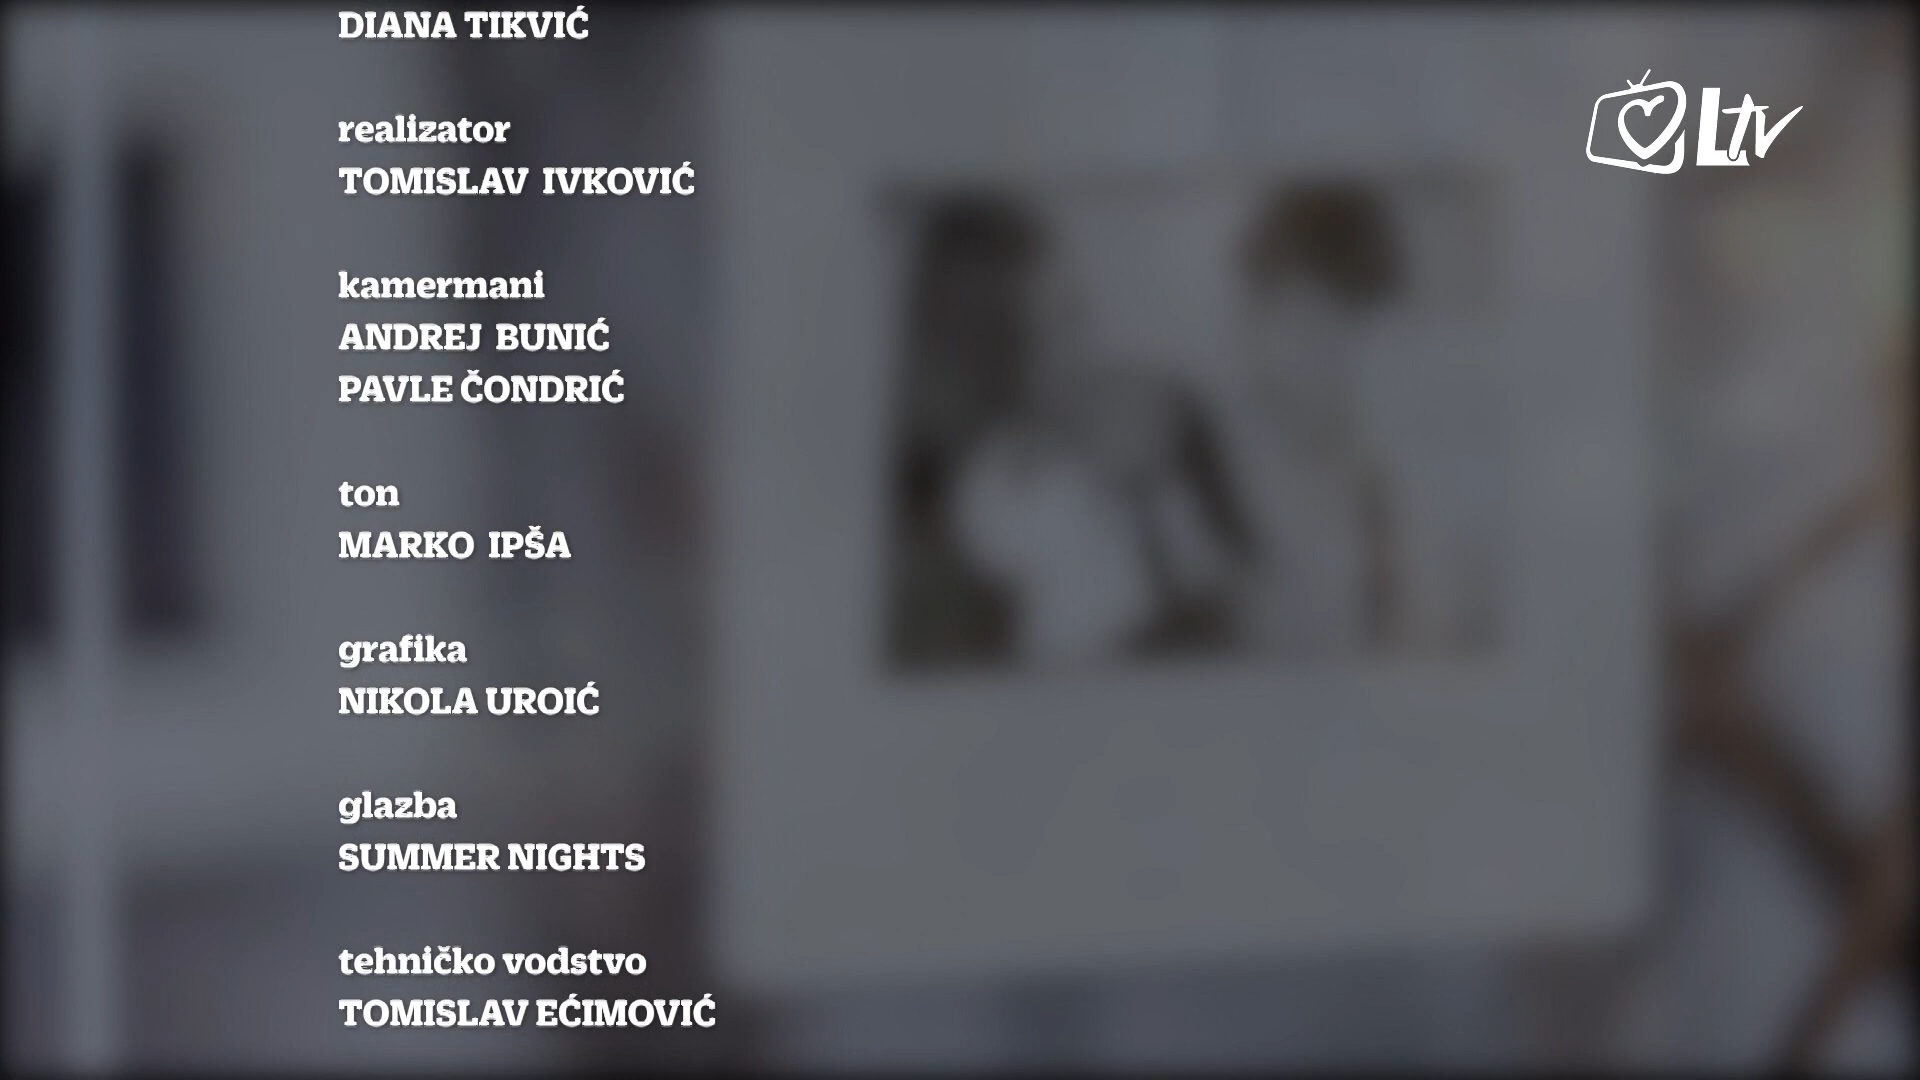 DIANA TIKVIĆ
realizator
TOMISLAV IVKOVIĆ
kamermani
ANDREJ BUNIĆ
PAVLE ČONDRIĆ
ton
MARKO IPŠA
grafika
NIKOLA UROIĆ
glazba
SUMMER NIGHTS
tehničko vodstvo
TOMISLAV EĆIMOVIĆ
Ltv